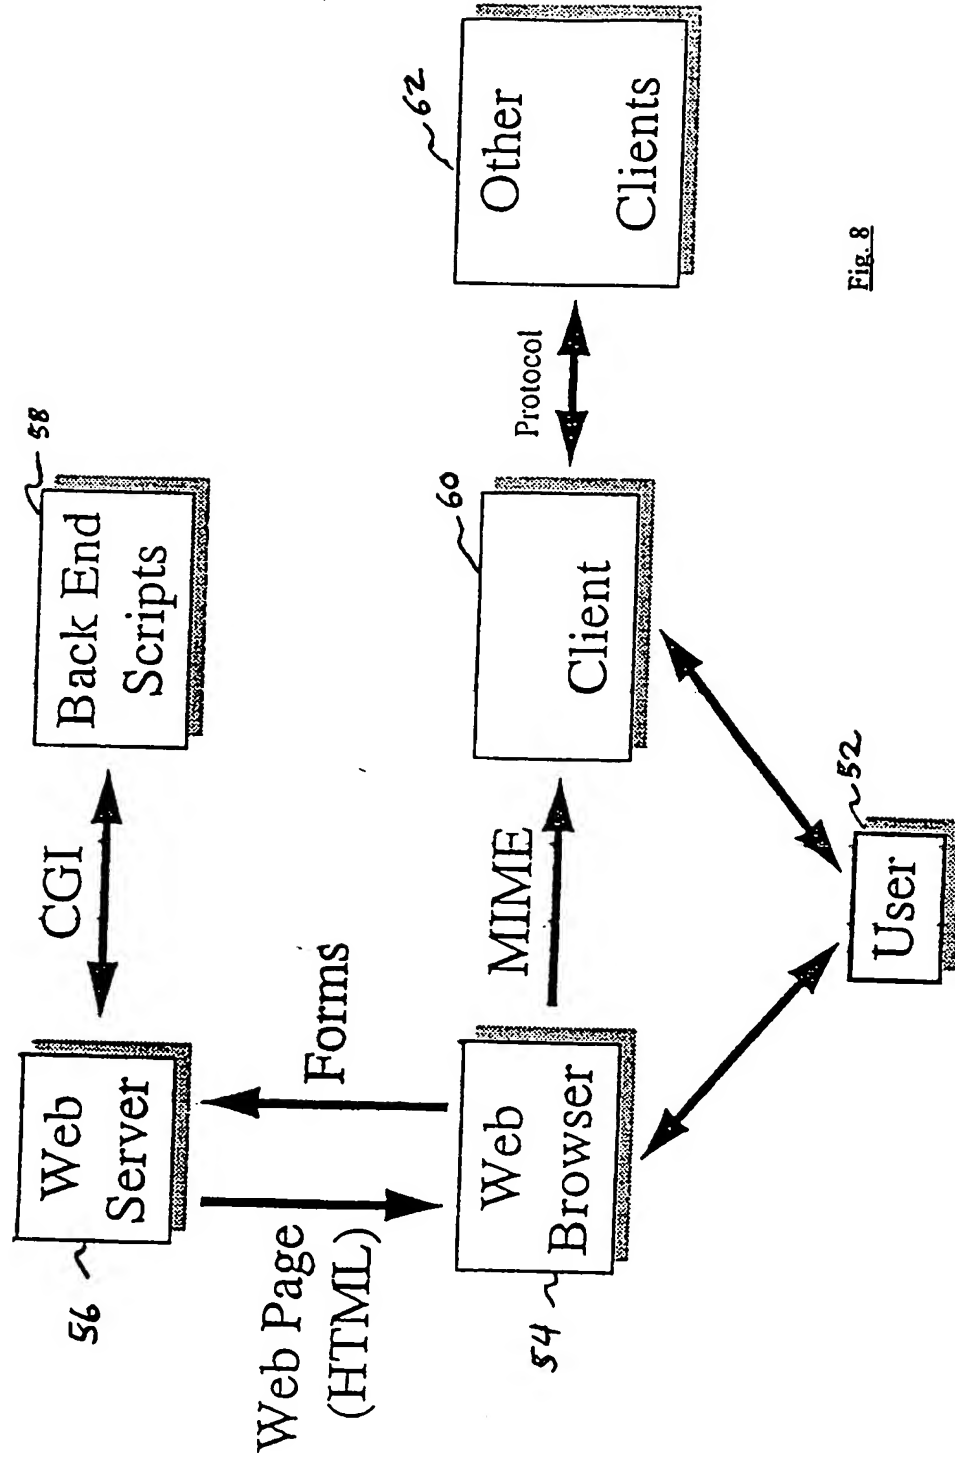 56
Web
Server
CGI
58
Back End
Scripts
Web Page
(HTML)
Forms
54
Web
Browser
MIME
60
Client
Protocol
62
Other
Clients
52
User
Fig. 8